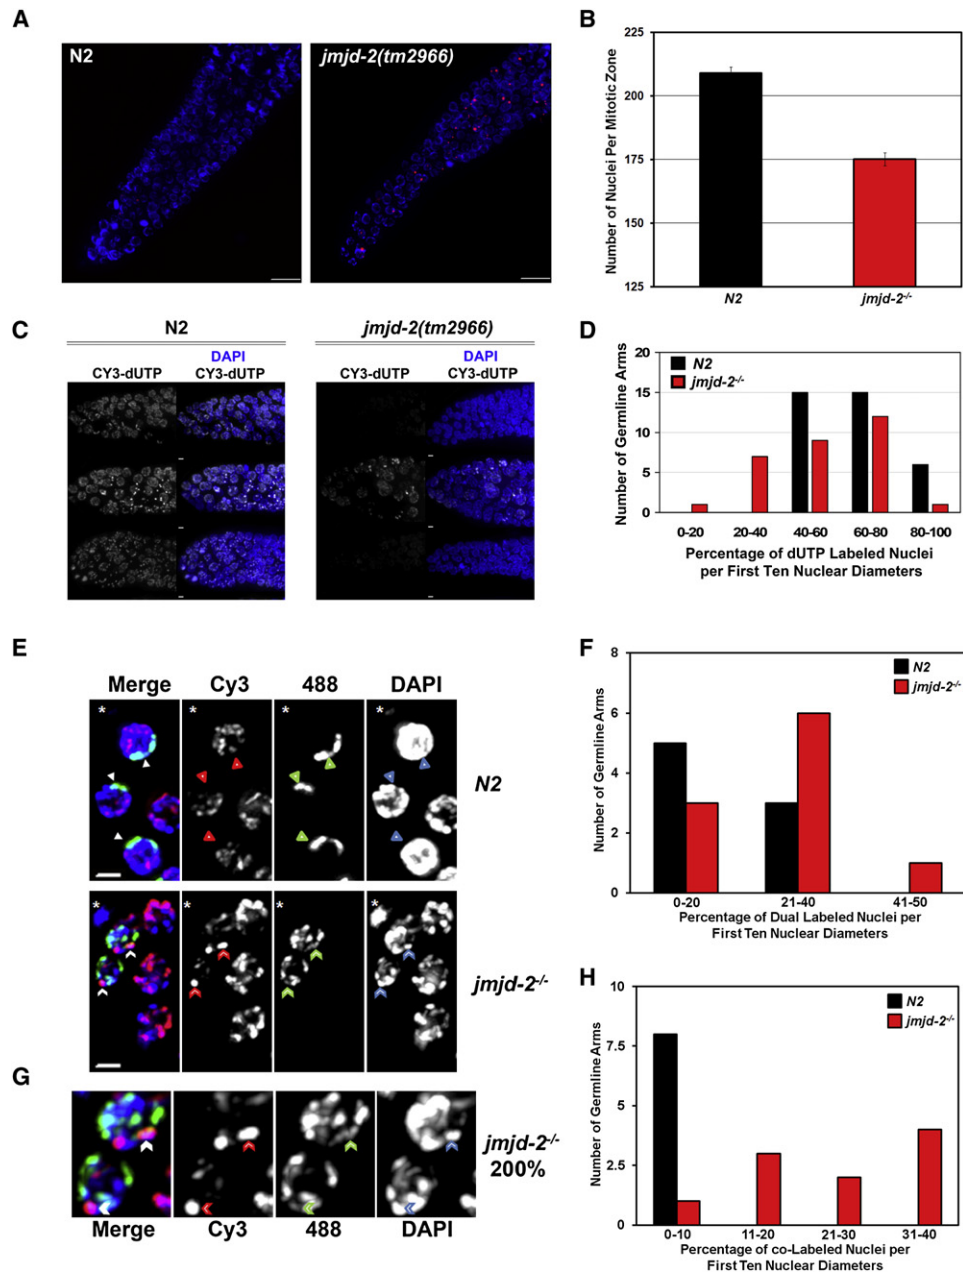 A
N2
jmjd-2(tm2966)
B
Number of Nuclei Per Mitotic Zone
225
200
175
150
125
N2
jmjd-2-/-
C
N2
jmjd-2(tm2966)
CY3-dUTP
DAPI
CY3-dUTP
CY3-dUTP
DAPI
CY3-dUTP
D
Number of Germline Arms
20
15
10
5
0
N2
jmjd-2-/-
0-20 20-40 40-60 60-80 80-100
Percentage of dUTP Labeled Nuclei
per First Ten Nuclear Diameters
E
Merge Cy3 488 DAPI
* * * *
N2
* * * *
jmjd-2-/-
F
Number of Germline Arms
8
6
4
2
0
N2
jmjd-2-/-
0-20 21-40 41-50
Percentage of Dual Labeled Nuclei per
First Ten Nuclear Diameters
G
jmjd-2-/-
200%
Merge Cy3 488 DAPI
H
Number of Germline Arms
10
7.5
5
2.5
0
N2
jmjd-2-/-
0-10 11-20 21-30 31-40
Percentage of co-Labeled Nuclei per
First Ten Nuclear Diameters